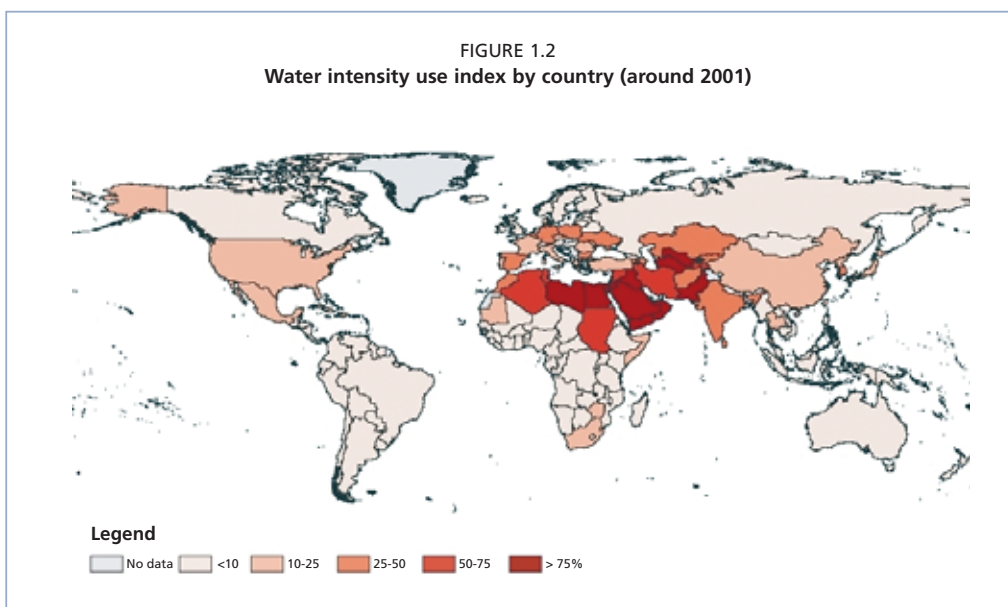 FIGURE 1.2
Water intensity use index by country (around 2001)
Legend
No data <10 10-25 25-50 50-75 > 75%